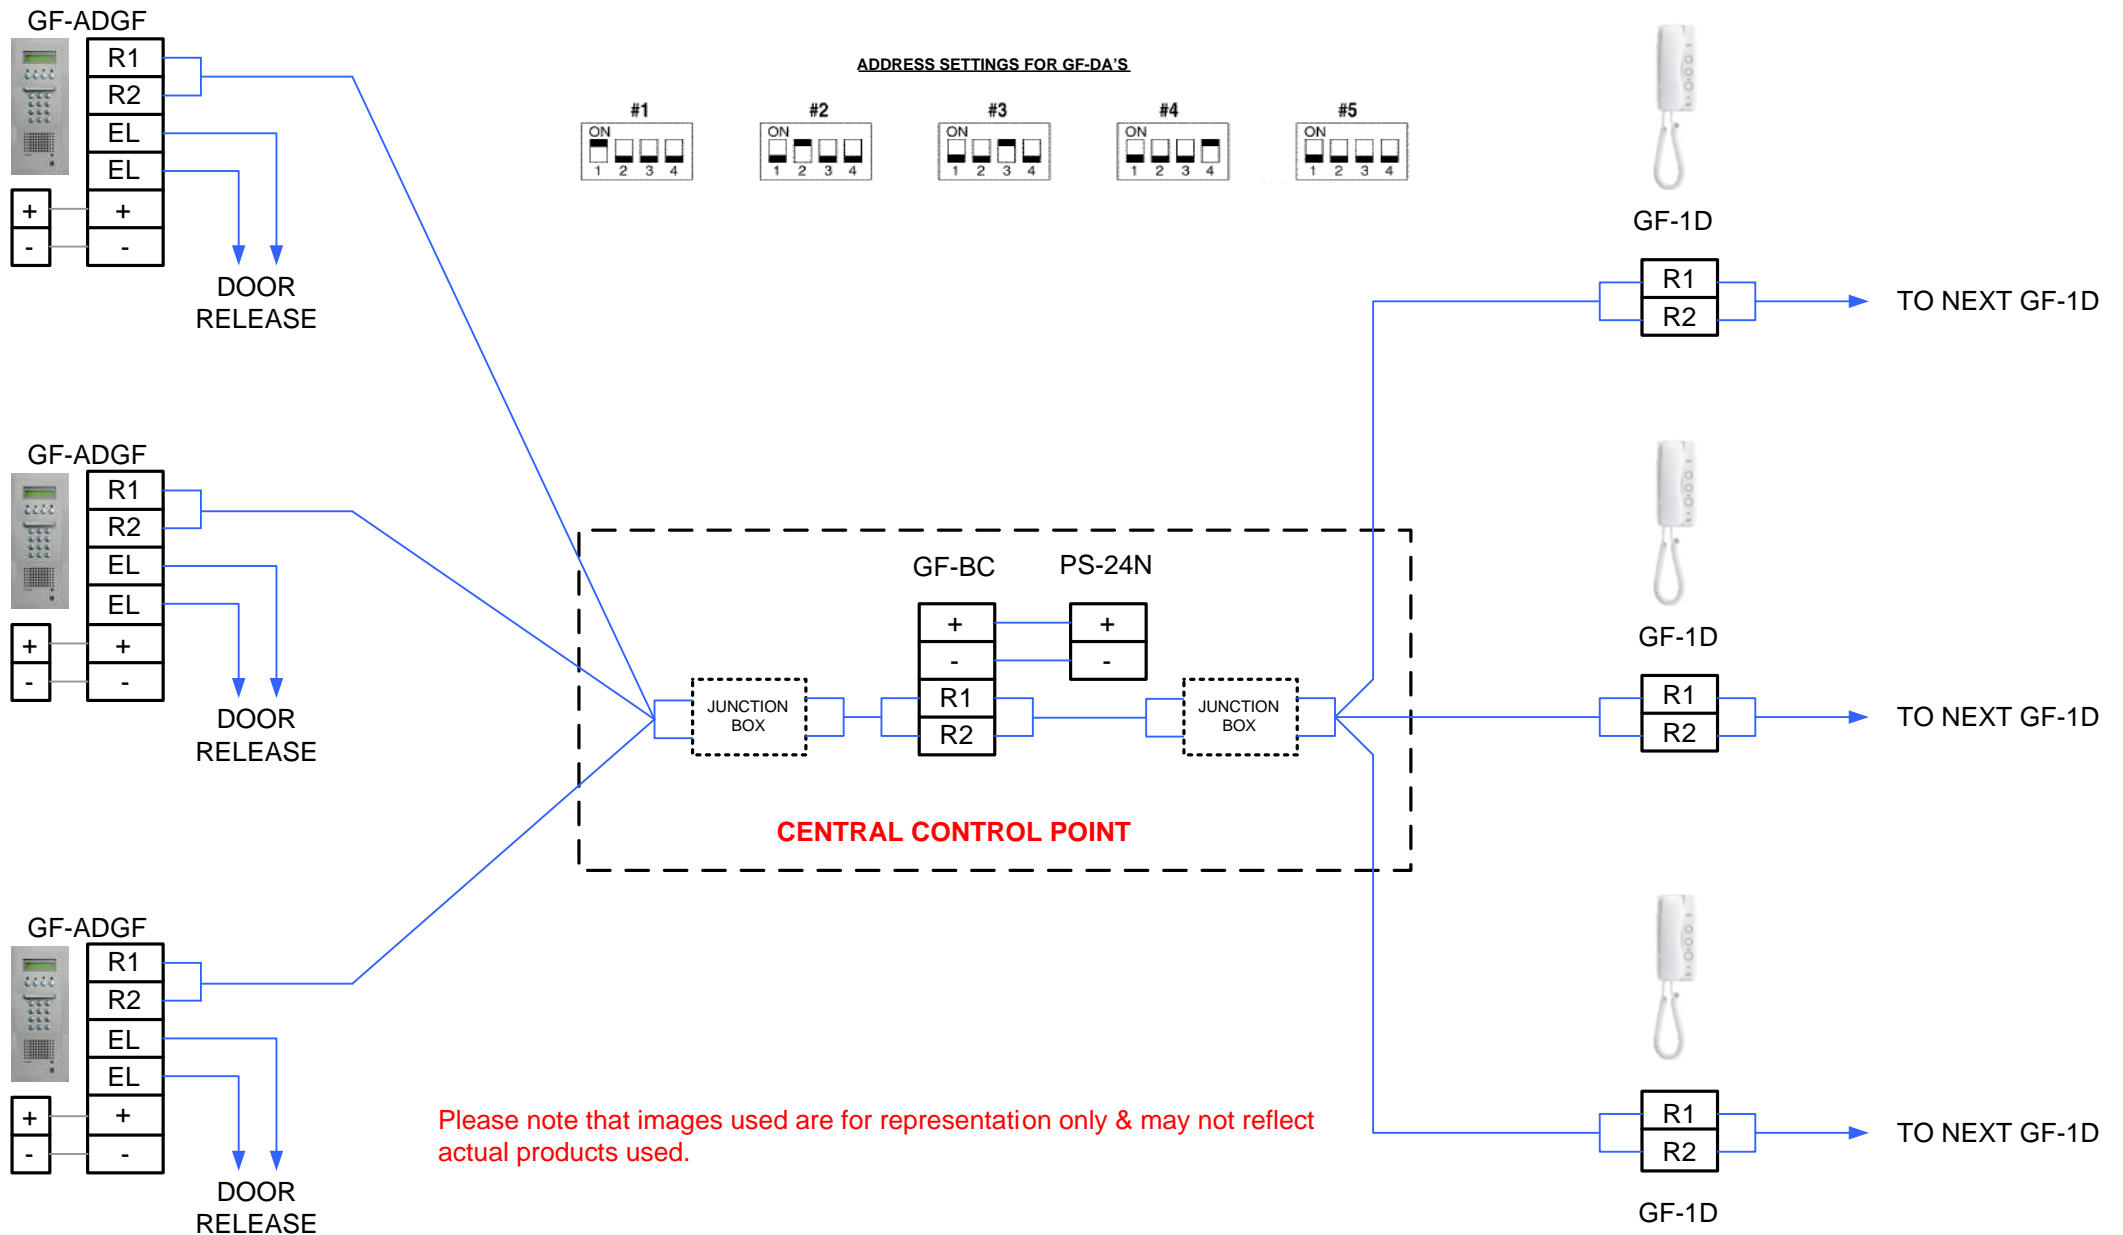 GF-ADGF
R1
R2
EL
EL
+ +
- -
DOOR
RELEASE
ADDRESS SETTINGS FOR GF-DA'S
#1 #2 #3 #4 #5
ON ON ON ON ON
1 2 3 4 1 2 3 4 1 2 3 4 1 2 3 4 1 2 3 4
GF-1D
R1
R2
TO NEXT GF-1D
GF-ADGF
R1
R2
EL
EL
+ +
- -
DOOR
RELEASE
GF-BC PS-24N
+ +
- -
R1
R2
JUNCTION
BOX
JUNCTION
BOX
CENTRAL CONTROL POINT
GF-1D
R1
R2
TO NEXT GF-1D
GF-ADGF
R1
R2
EL
EL
+ +
- -
DOOR
RELEASE
Please note that images used are for representation only & may not reflect
actual products used.
R1
R2
TO NEXT GF-1D
GF-1D